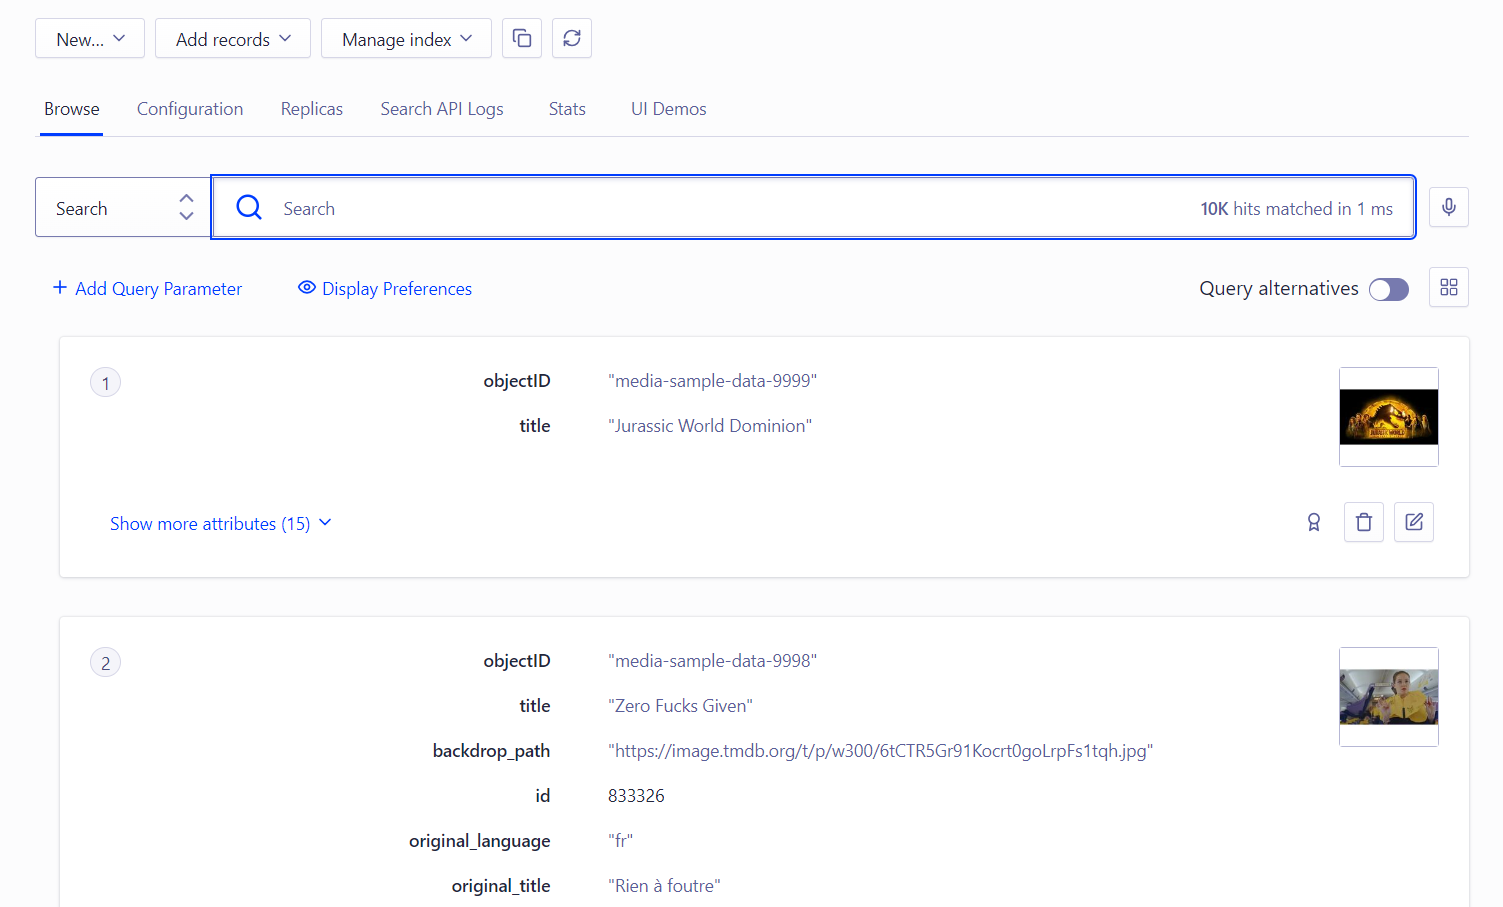 New...
Add records
Manage index
Browse
Configuration
Replicas
Search API Logs
Stats
UI Demos
Search
Search
10K hits matched in 1 ms
+ Add Query Parameter
Display Preferences
Query alternatives
1
objectID "media-sample-data-9999"
title "Jurassic World Dominion"
JURASSIC WORLD
Show more attributes (15)
2
objectID "media-sample-data-9998"
title "Zero Fucks Given"
backdrop_path "https://image.tmdb.org/t/p/w300/6tCTR5Gr91Kocrt0goLrpFs1tqh.jpg"
id 833326
original_language "fr"
original_title "Rien à foutre"